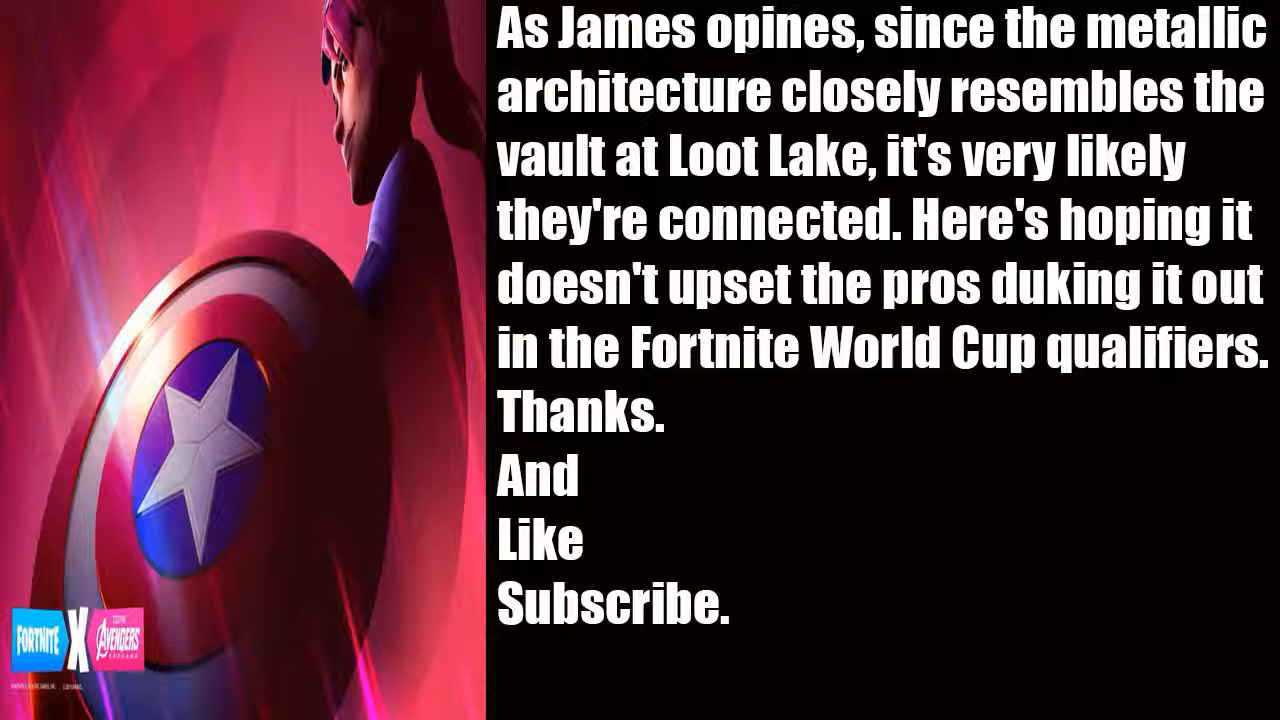 As James opines, since the metallic
architecture closely resembles the
vault at Loot Lake, it's very likely
they're connected. Here's hoping it
doesn't upset the pros duking it out
in the Fortnite World Cup qualifiers.
Thanks.
And
Like
Subscribe.
FORTNITE X AVENGERS